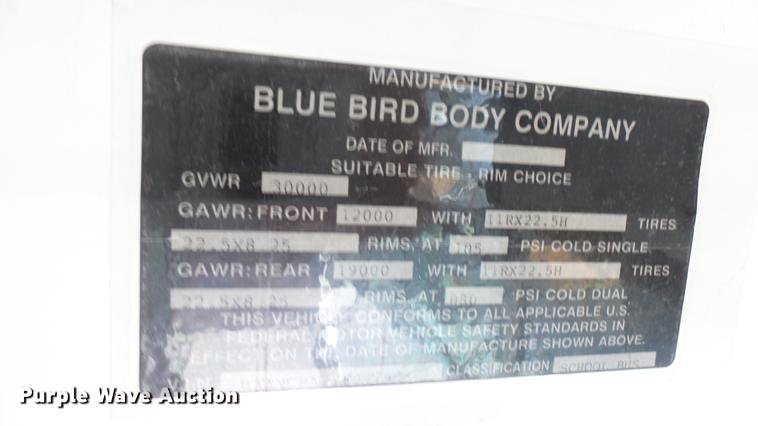 MANUFACTURED BY
BLUE BIRD BODY COMPANY
DATE OF MFR.
SUITABLE TIRE - RIM CHOICE
GVWR 30000
GAWR: FRONT 12000 WITH 11RX22.5H TIRES
22.5X8.25 RIMS, AT 105 PSI COLD SINGLE
GAWR: REAR 19000 WITH 11RX22.5H TIRES
22.5X8.25 RIMS, AT PSI COLD DUAL
THIS VEHICLE CONFORMS TO ALL APPLICABLE U.S.
FEDERAL MOTOR VEHICLE SAFETY STANDARDS IN
EFFECT ON THE DATE OF MANUFACTURE SHOWN ABOVE.
CLASSIFICATION SCHOOL BUS
Purple Wave Auction